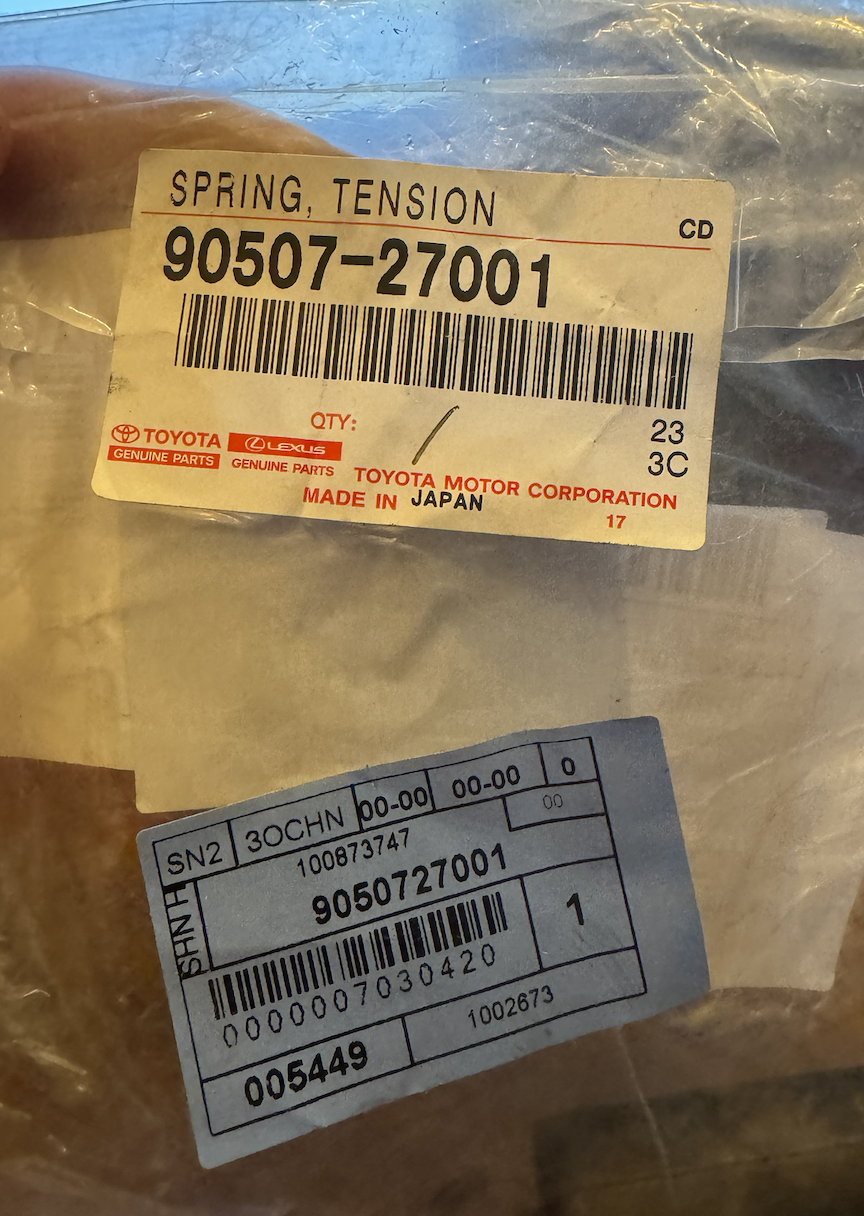 SPRING, TENSION
CD
90507-27001
QTY: /
23
3C
TOYOTA
GENUINE PARTS
LEXUS
GENUINE PARTS
TOYOTA MOTOR CORPORATION
MADE IN JAPAN
17
SN2 3OCHN 00-00 00-00 0
00
100873747
SHN H
9050727001
1
0000007030420
005449
1002673